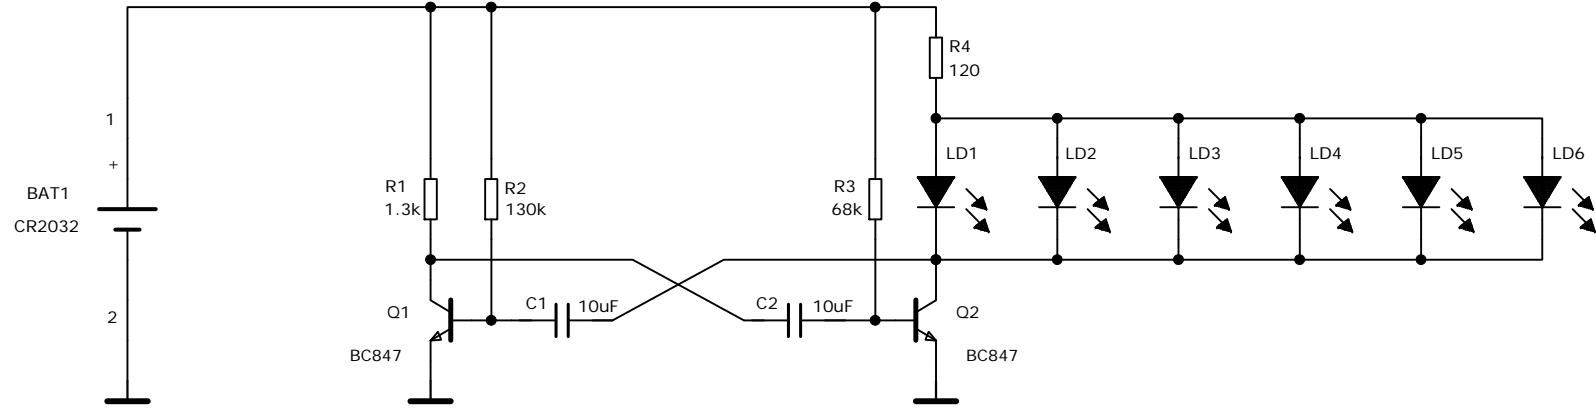 R4
120
1
LD1
LD2
LD3
LD4
LD5
LD6
+
BAT1
CR2032
R1
1.3k
R2
130k
R3
68k
2
Q1
C1
10uF
C2
10uF
Q2
BC847
BC847